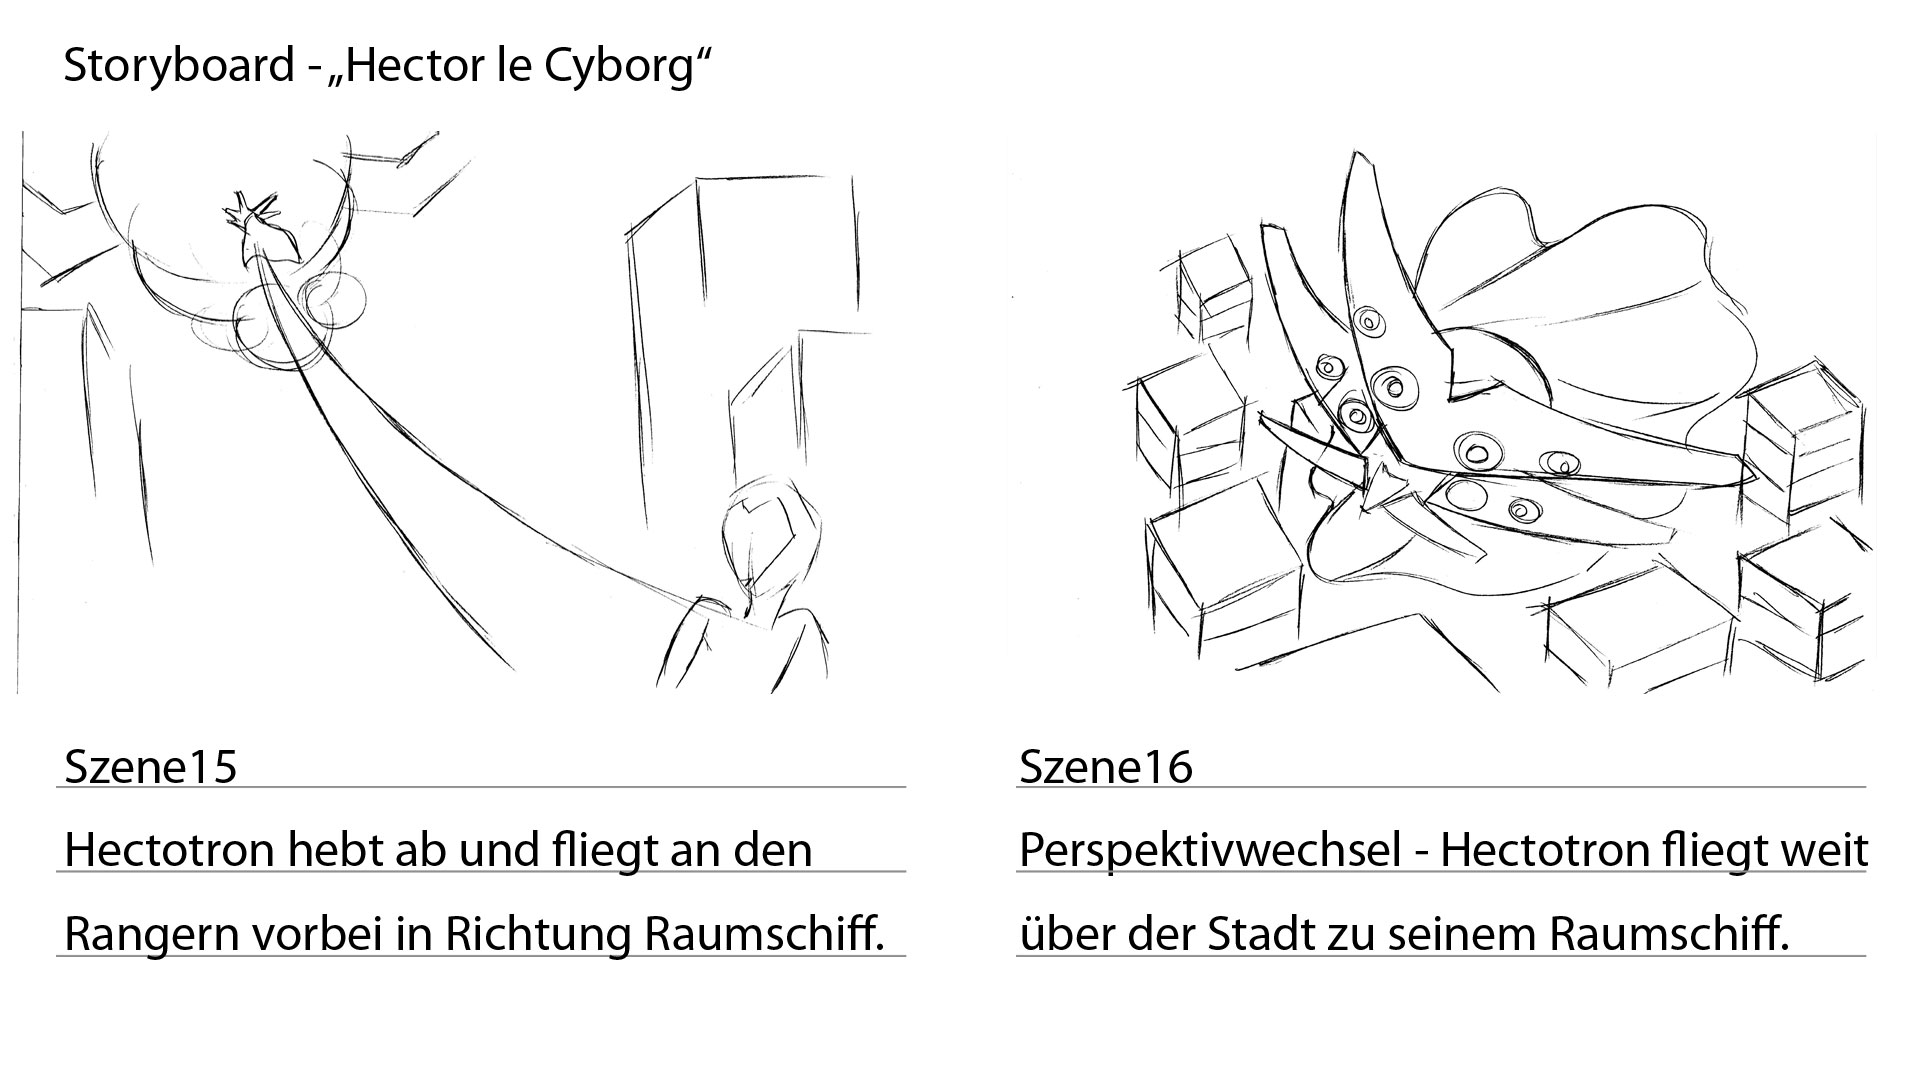 Storyboard - „Hector le Cyborg“
Szene15
Hectotron hebt ab und fliegt an den
Rangern vorbei in Richtung Raumschiff.
Szene16
Perspektivwechsel - Hectotron fliegt weit
über der Stadt zu seinem Raumschiff.